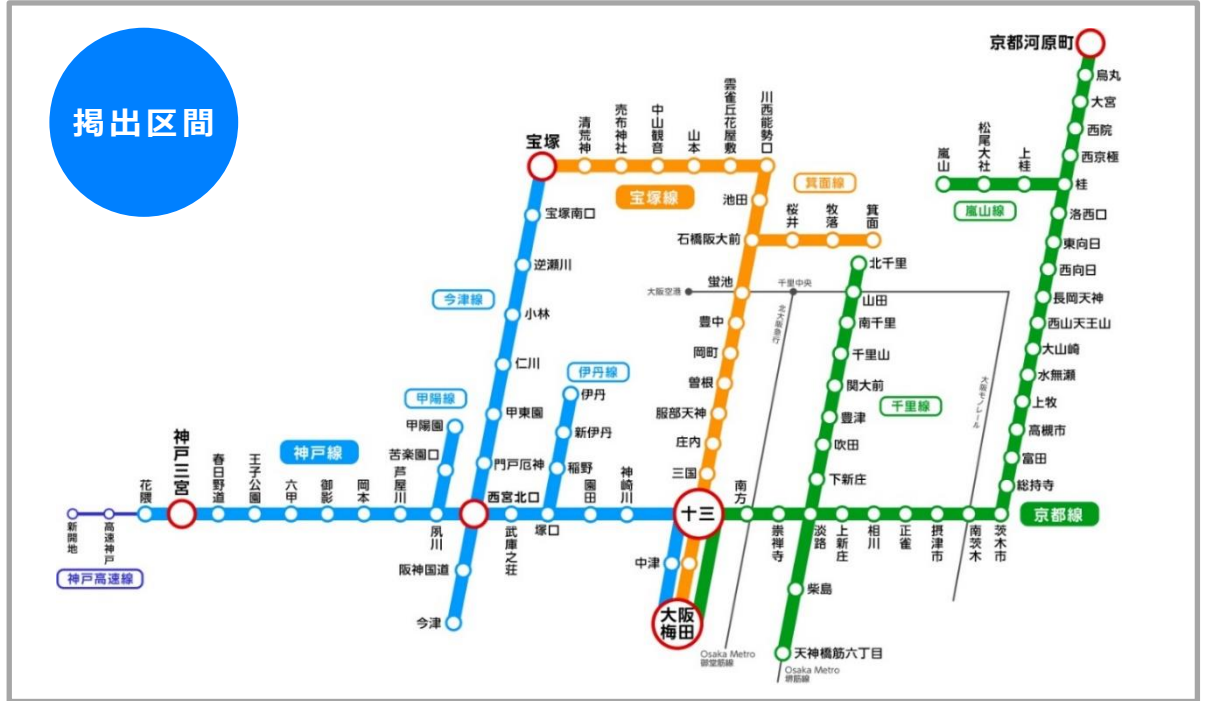 掲出区間
京都河原町
烏丸
大宮
西院
西京極
桂
洛西口
東向日
西向日
長岡天神
西山天王山
大山崎
水無瀬
上牧
高槻市
富田
総持寺
京都線
嵐山
松尾大社
上桂
嵐山線
宝塚
清荒神
売布神社
中山観音
山本
雲雀丘花屋敷
川西能勢口
宝塚線
池田
箕面線
石橋阪大前
桜井
牧落
箕面
大阪空港
蛍池
千里中央
北大阪急行
大阪モノレール
豊中
岡町
曽根
服部天神
庄内
三国
北千里
山田
南千里
千里山
関大前
千里線
豊津
吹田
下新庄
宝塚南口
逆瀬川
今津線
小林
仁川
甲東園
門戸厄神
西宮北口
伊丹線
伊丹
新伊丹
稲野
甲陽線
甲陽園
苦楽園口
神戸三宮
神戸線
花隈
春日野道
王子公園
六甲
御影
岡本
芦屋川
夙川
武庫之荘
塚口
園田
神崎川
十三
南方
崇禅寺
淡路
上新庄
相川
正雀
摂津市
南茨木
茨木市
新開地
高速神戸
神戸高速線
阪神国道
今津
中津
大阪
梅田
柴島
天神橋筋六丁目
Osaka Metro
御堂筋線
Osaka Metro
堺筋線